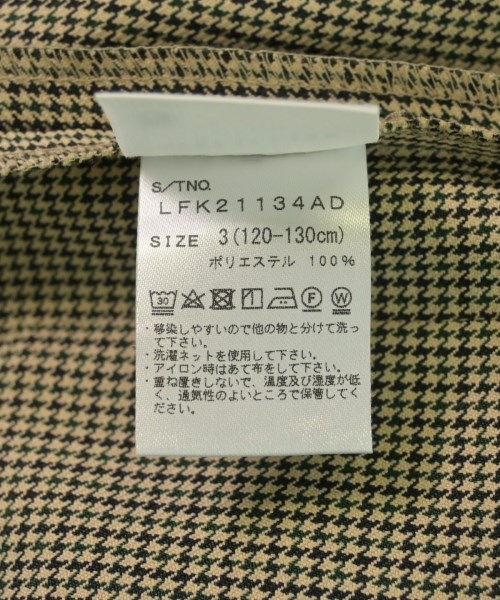 S/TNO.
LFK21134AD
SIZE 3(120-130cm)
ポリエステル 100%
30 F W
・移染しやすいので他の物と分けて洗っ
て下さい。
・洗濯ネットを使用して下さい。
・アイロン時はあて布をして下さい。
・重ね置きしないで、温度及び湿度が低
く、通気性のよいところで保管してく
ださい。